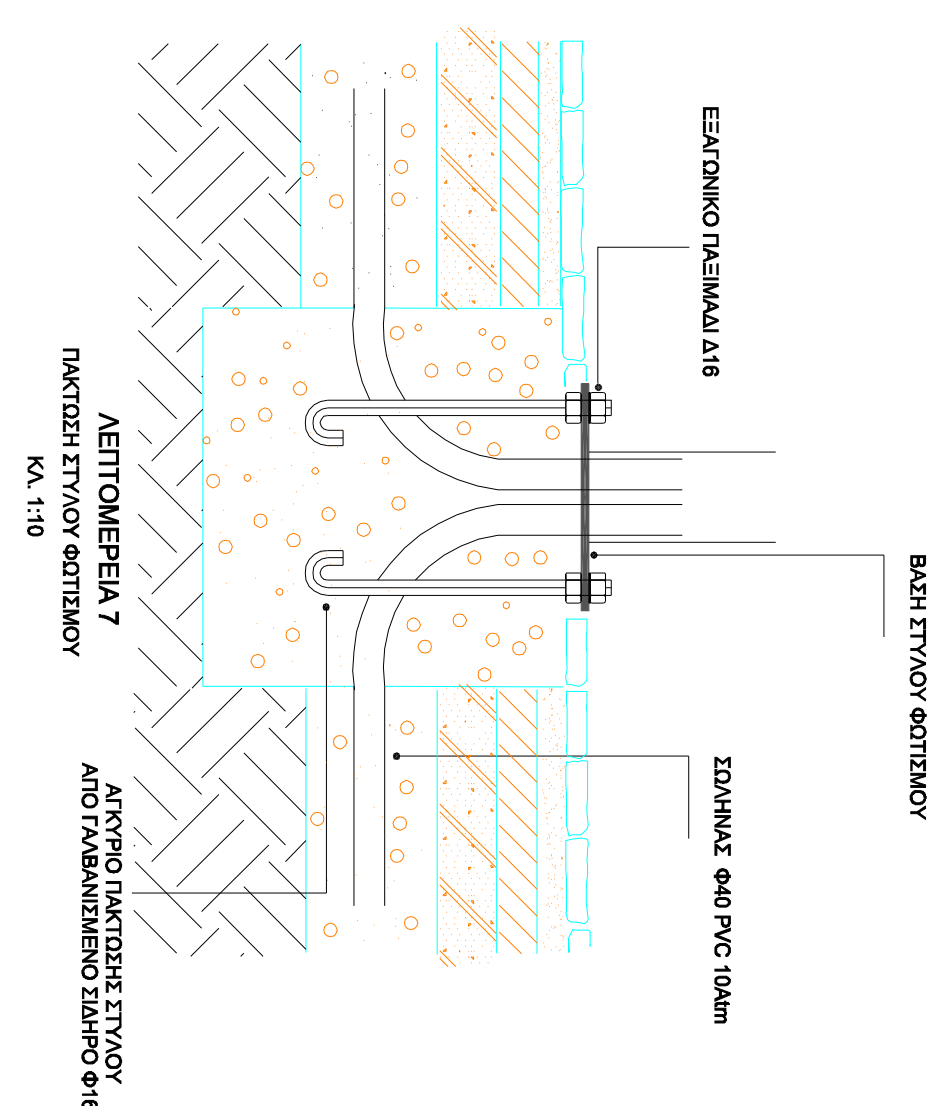 ΒΑΣΗ ΣΤΥΛΟΥ ΦΩΤΙΣΜΟΥ
ΕΞΑΓΩΝΙΚΟ ΠΑΞΙΜΑΔΙ Δ16
ΣΩΛΗΝΑΣ Φ40 PVC 10Atm
ΑΓΚΥΡΙΟ ΠΑΚΤΩΣΗΣ ΣΤΥΛΟΥ
ΑΠΟ ΓΑΛΒΑΝΙΣΜΕΝΟ ΣΙΔΗΡΟ Φ16
ΛΕΠΤΟΜΕΡΕΙΑ 7
ΠΑΚΤΩΣΗ ΣΤΥΛΟΥ ΦΩΤΙΣΜΟΥ
ΚΛ. 1:10